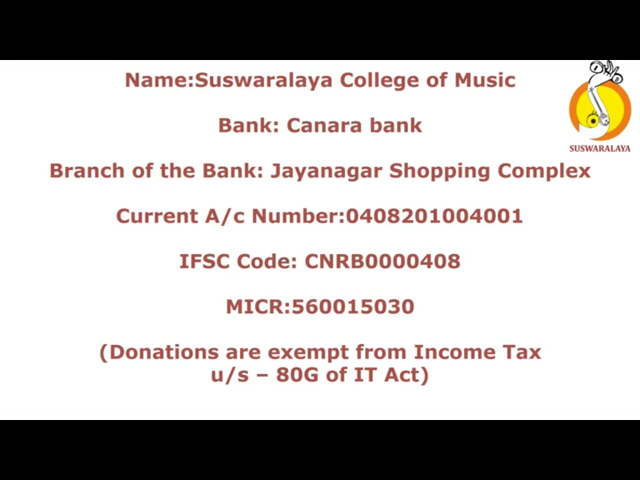 Name:Suswaralaya College of Music
Bank: Canara bank
Branch of the Bank: Jayanagar Shopping Complex
Current A/c Number:0408201004001
IFSC Code: CNRB0000408
MICR:560015030
(Donations are exempt from Income Tax
u/s – 80G of IT Act)
SUSWARALAYA